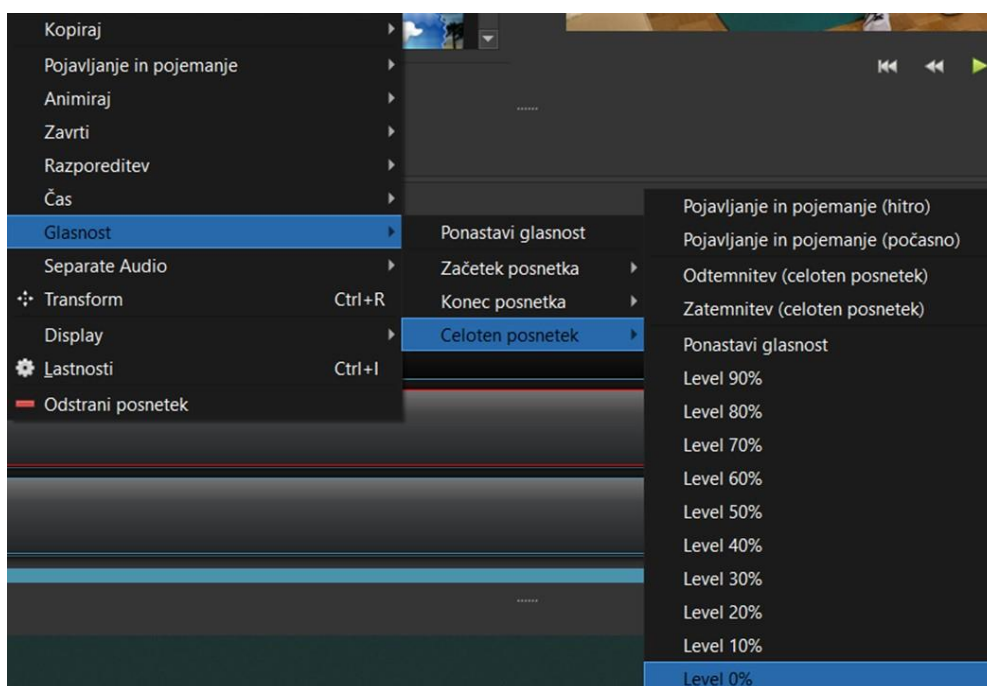 Kopiraj
Pojavljanje in pojemanje
Animiraj
Zavrti
Razporeditev
Čas
Glasnost
Separate Audio
Transform Ctrl+R
Display
Lastnosti Ctrl+I
Odstrani posnetek
Ponastavi glasnost
Začetek posnetka
Konec posnetka
Celoten posnetek
Pojavljanje in pojemanje (hitro)
Pojavljanje in pojemanje (počasno)
Odtemnitev (celoten posnetek)
Zatemnitev (celoten posnetek)
Ponastavi glasnost
Level 90%
Level 80%
Level 70%
Level 60%
Level 50%
Level 40%
Level 30%
Level 20%
Level 10%
Level 0%